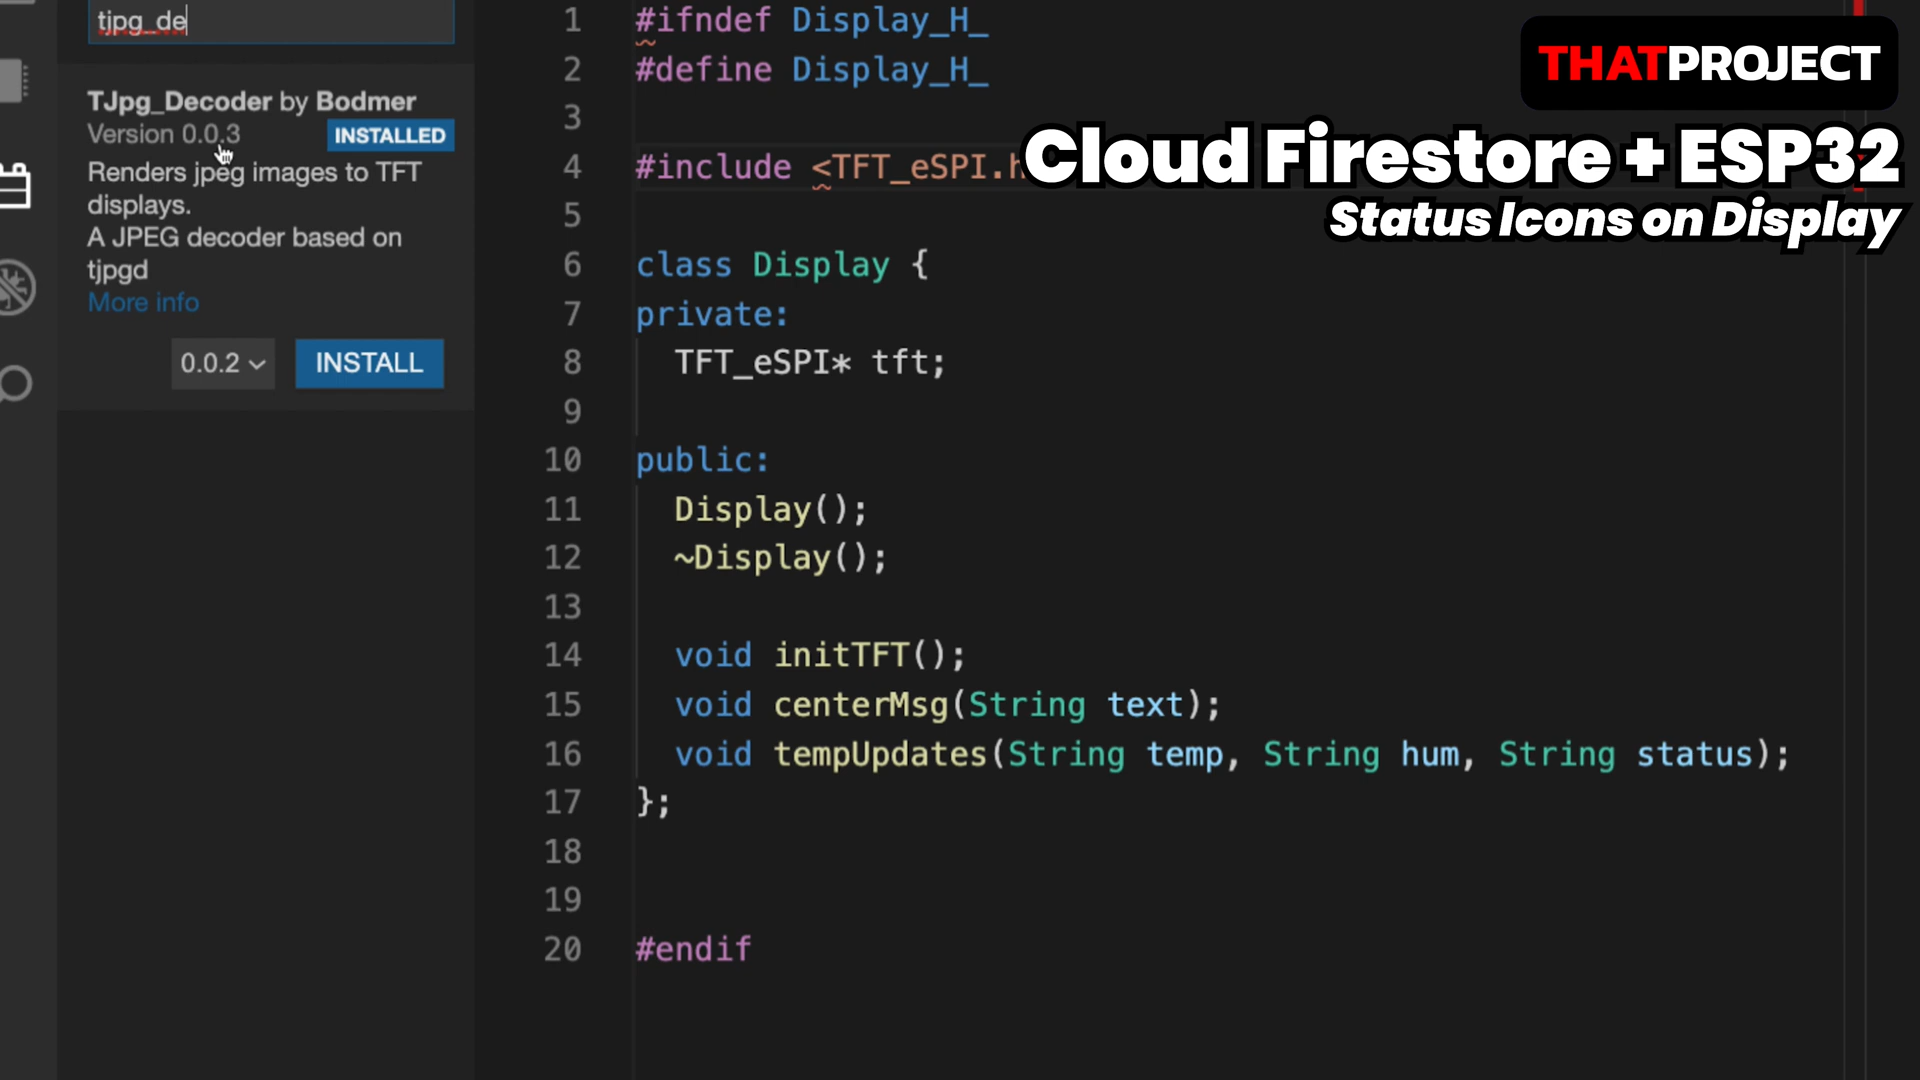 tjpg_de
TJpg_Decoder by Bodmer
Version 0.0.3
INSTALLED
Renders jpeg images to TFT
displays.
A JPEG decoder based on
tjpgd
More info
0.0.2
INSTALL
1 #ifndef Display_H_
2 #define Display_H_
3
4 #include <TFT_eSPI.h
5
6 class Display {
7 private:
8 TFT_eSPI* tft;
9
10 public:
11 Display();
12 ~Display();
13
14 void initTFT();
15 void centerMsg(String text);
16 void tempUpdates(String temp, String hum, String status);
17 };
18
19
20 #endif
THATPROJECT
Cloud Firestore + ESP32
Status Icons on Display